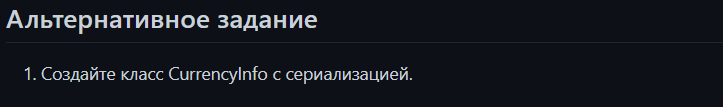 Альтернативное задание
1. Создайте класс CurrencyInfo с сериализацией.